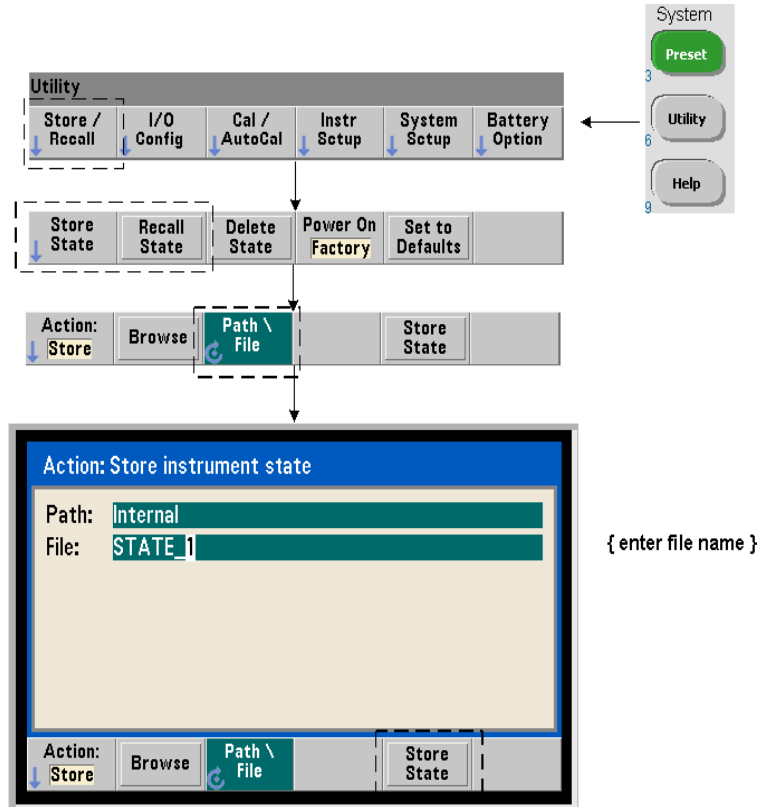 System
Preset
3
Utility
6
Help
9
Utility
Store / Recall
I/O Config
Cal / AutoCal
Instr Setup
System Setup
Battery Option
Store State
Recall State
Delete State
Power On Factory
Set to Defaults
Action: Store
Browse
Path \ File
Store State
Action: Store instrument state
Path: Internal
File: STATE_1
{ enter file name }
Action: Store
Browse
Path \ File
Store State